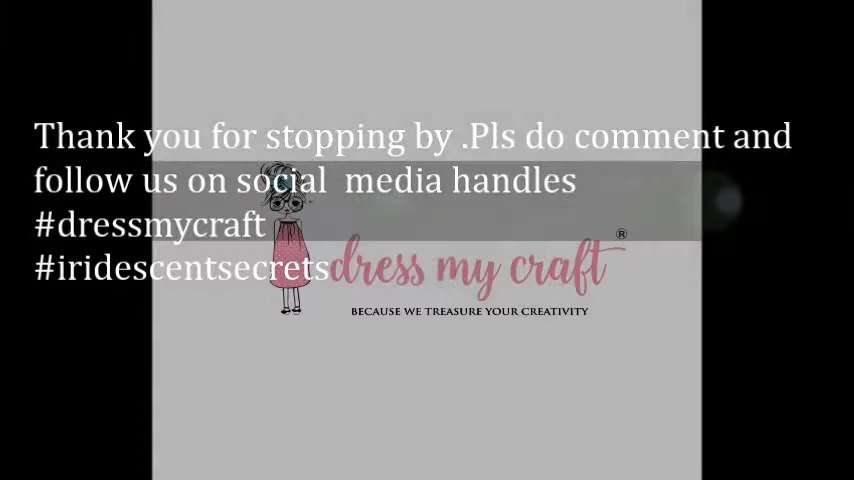 Thank you for stopping by .Pls do comment and
follow us on social media handles
#dressmycraft
#iridescentsecrets
dress my craft ®
BECAUSE WE TREASURE YOUR CREATIVITY